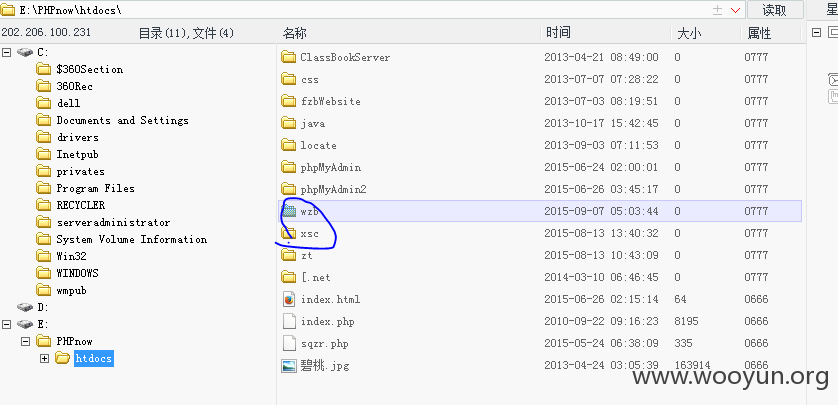 E:\PHPnow\htdocs\ 读取
202.206.100.231 目录(11),文件(4) 名称 时间 大小 属性
C:
$360Section
360Rec
dell
Documents and Settings
drivers
Inetpub
privates
Program Files
RECYCLER
serveradministrator
System Volume Information
Win32
WINDOWS
wmpub
D:
E:
PHPnow
htdocs
ClassBookServer 2013-04-21 08:49:00 0 0777
css 2013-07-07 07:28:22 0 0777
fzbWebsite 2013-07-03 08:19:51 0 0777
java 2013-10-17 15:42:45 0 0777
locate 2013-09-03 07:11:53 0 0777
phpMyAdmin 2015-06-24 02:00:01 0 0777
phpMyAdmin2 2015-06-26 03:45:17 0 0777
wzb 2015-09-07 05:03:44 0 0777
xsc 2015-08-13 13:40:32 0 0777
zt 2015-08-13 10:43:09 0 0777
[.net 2014-03-10 06:46:45 0 0777
index.html 2015-06-26 02:15:14 64 0666
index.php 2010-09-22 09:16:23 8195 0666
sqzr.php 2015-05-24 06:38:09 335 0666
碧桃.jpg 2013-04-24 03:05:39 163914 0666
www.wooyun.org